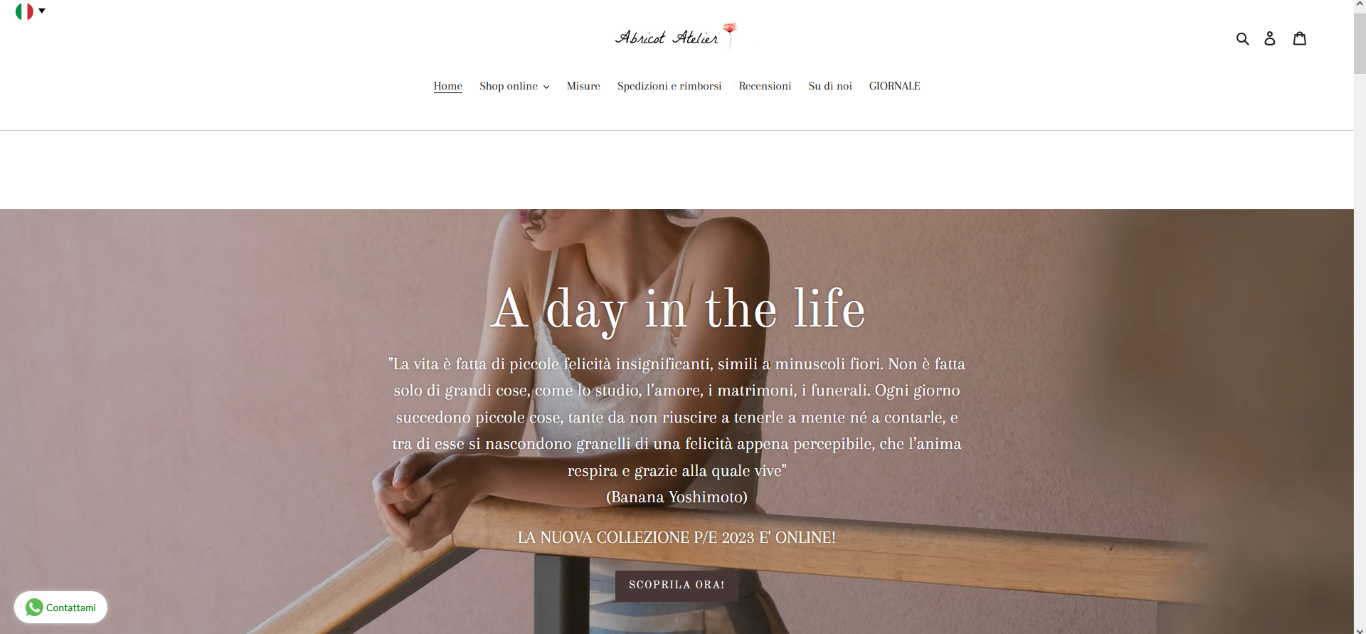 Abricot Atelier
Home Shop online Misure Spedizioni e rimborsi Recensioni Su di noi GIORNALE
A day in the life
"La vita è fatta di piccole felicità insignificanti, simili a minuscoli fiori. Non è fatta
solo di grandi cose, come lo studio, l'amore, i matrimoni, i funerali. Ogni giorno
succedono piccole cose, tante da non riuscire a tenerle a mente né a contarle, e
tra di esse si nascondono granelli di una felicità appena percepibile, che l'anima
respira e grazie alla quale vive"
(Banana Yoshimoto)
LA NUOVA COLLEZIONE P/E 2023 E' ONLINE!
SCOPRILA ORA!
Contattami